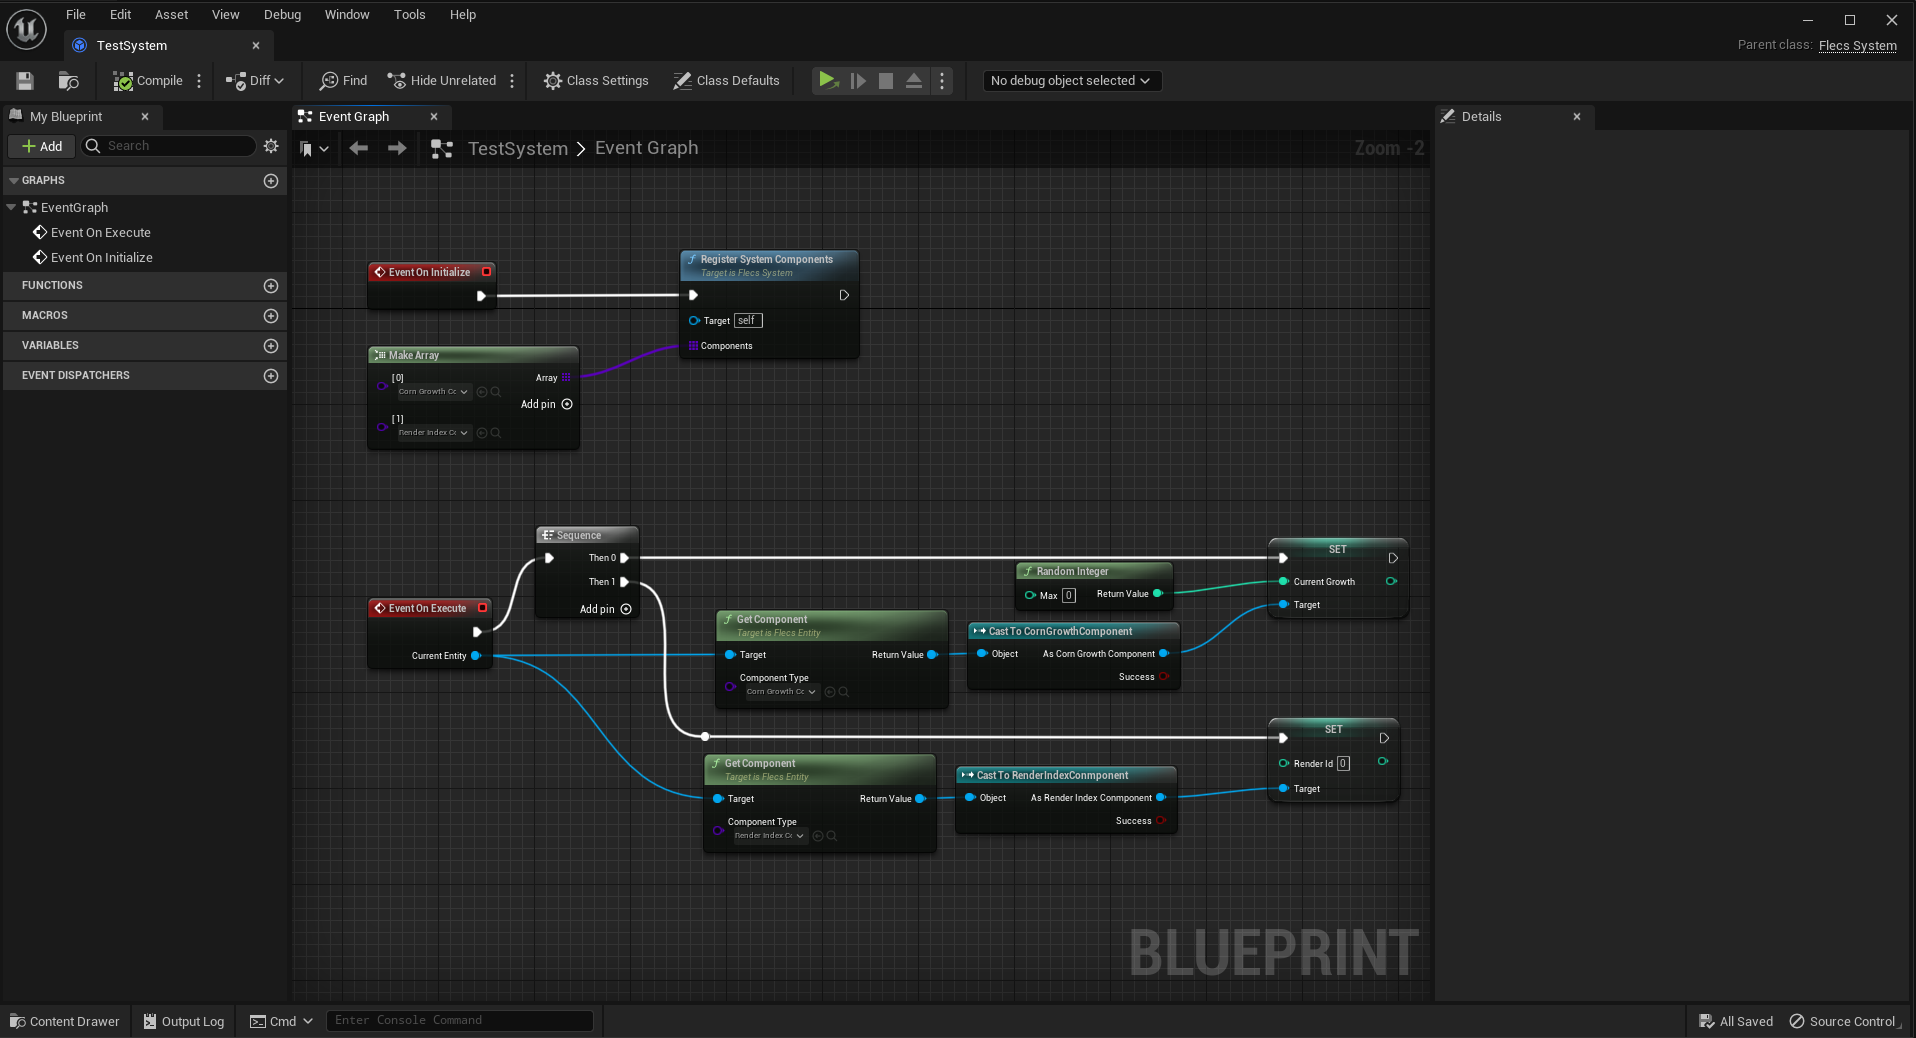 File Edit Asset View Debug Window Tools Help
TestSystem
Parent class: Flecs System
Compile Diff Find Hide Unrelated Class Settings Class Defaults No debug object selected
My Blueprint
Event Graph
Details
Add Search
TestSystem > Event Graph Zoom -2
GRAPHS
EventGraph
Event On Execute
Event On Initialize
FUNCTIONS
MACROS
VARIABLES
EVENT DISPATCHERS
Event On Initialize
Register System Components
Target is Flecs System
Target self
Components
Make Array
[0] Array
Corn Growth Cc
Add pin
[1]
Render Index Cc
Sequence
Then 0
Then 1
Add pin
Event On Execute
Current Entity
Get Component
Target is Flecs Entity
Target Return Value
Component Type
Corn Growth Cc
Random Integer
Max 0 Return Value
Cast To CornGrowthComponent
Object As Corn Growth Component
Success
SET
Current Growth
Target
Get Component
Target is Flecs Entity
Target Return Value
Component Type
Render Index Cc
Cast To RenderIndexConmponent
Object As Render Index Conmponent
Success
SET
Render Id 0
Target
BLUEPRINT
Content Drawer Output Log Cmd Enter Console Command All Saved Source Control